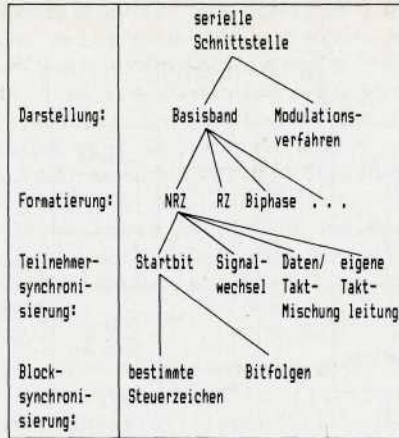 serielle
Schnittstelle
Darstellung: Basisband Modulations-
verfahren
Formatierung: NRZ RZ Biphase . . .
Teilnehmer- Startbit Signal- Daten/ eigene
synchroni- wechsel Takt- Takt-
sierung: Mischung leitung
Block- bestimmte Bitfolgen
synchroni- Steuerzeichen
sierung: